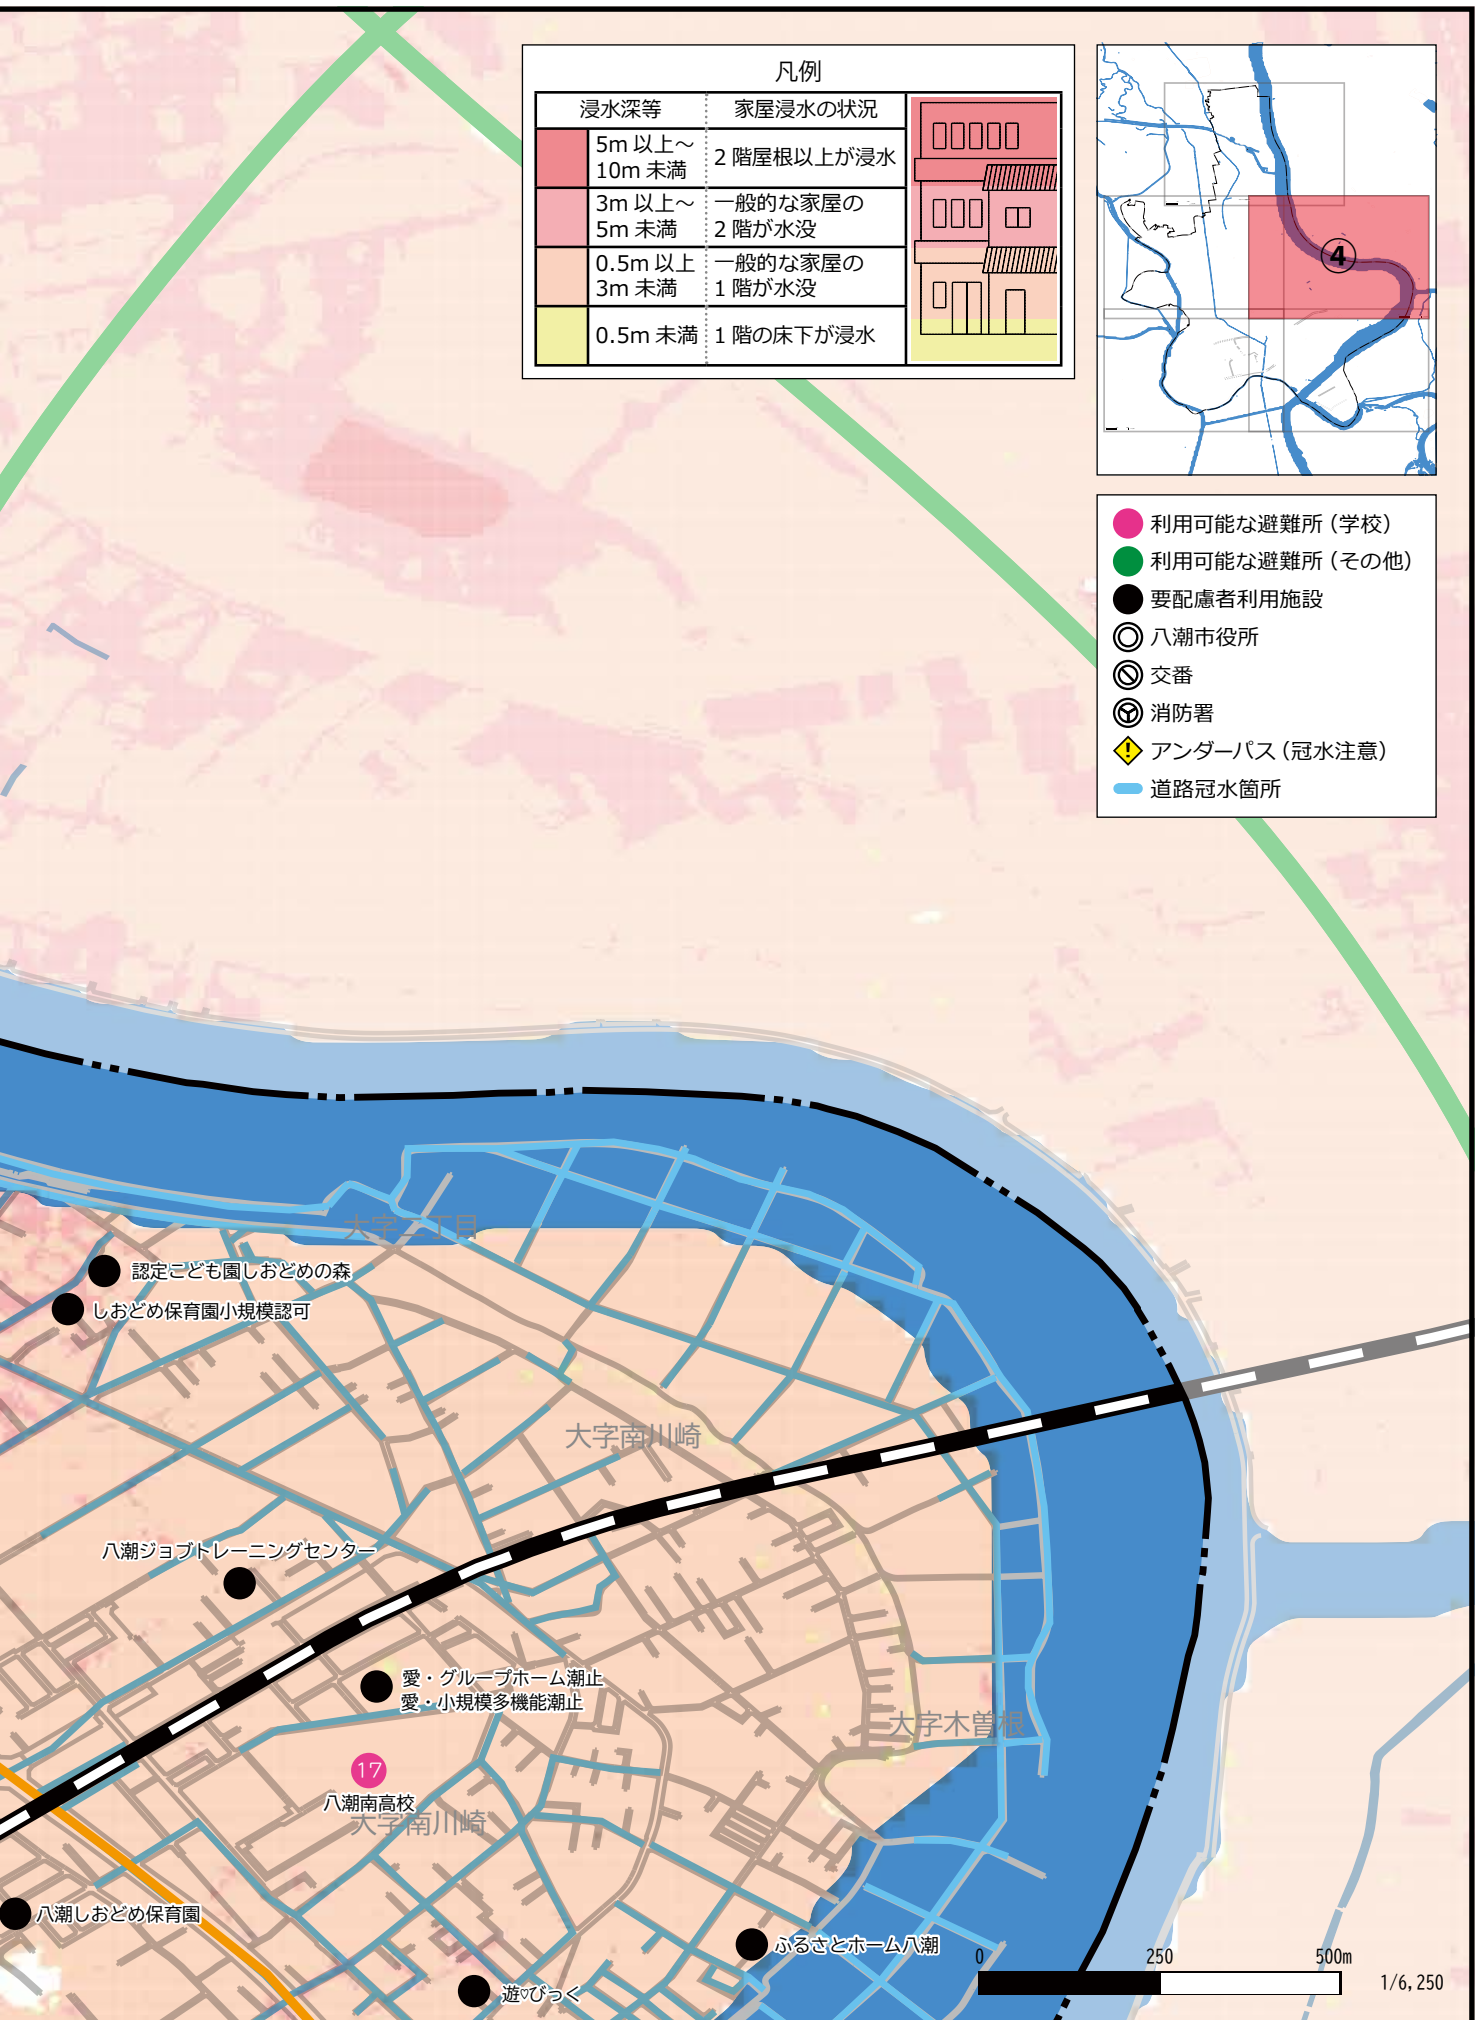 凡例
浸水深等
家屋浸水の状況
5m 以上～
10m 未満
2 階屋根以上が浸水
3m 以上～
5m 未満
一般的な家屋の
2 階が水没
0.5m 以上
3m 未満
一般的な家屋の
1 階が水没
0.5m 未満
1 階の床下が浸水
④
利用可能な避難所（学校）
利用可能な避難所（その他）
要配慮者利用施設
八潮市役所
交番
消防署
アンダーパス（冠水注意）
道路冠水箇所
大字二丁目
認定こども園しおどめの森
しおどめ保育園小規模認可
大字南川崎
八潮ジョブトレーニングセンター
愛・グループホーム潮止
愛・小規模多機能潮止
大字木曽根
17
八潮南高校
大字南川崎
八潮しおどめ保育園
ふるさとホーム八潮
遊♡びっく
0 250 500m
1/6,250